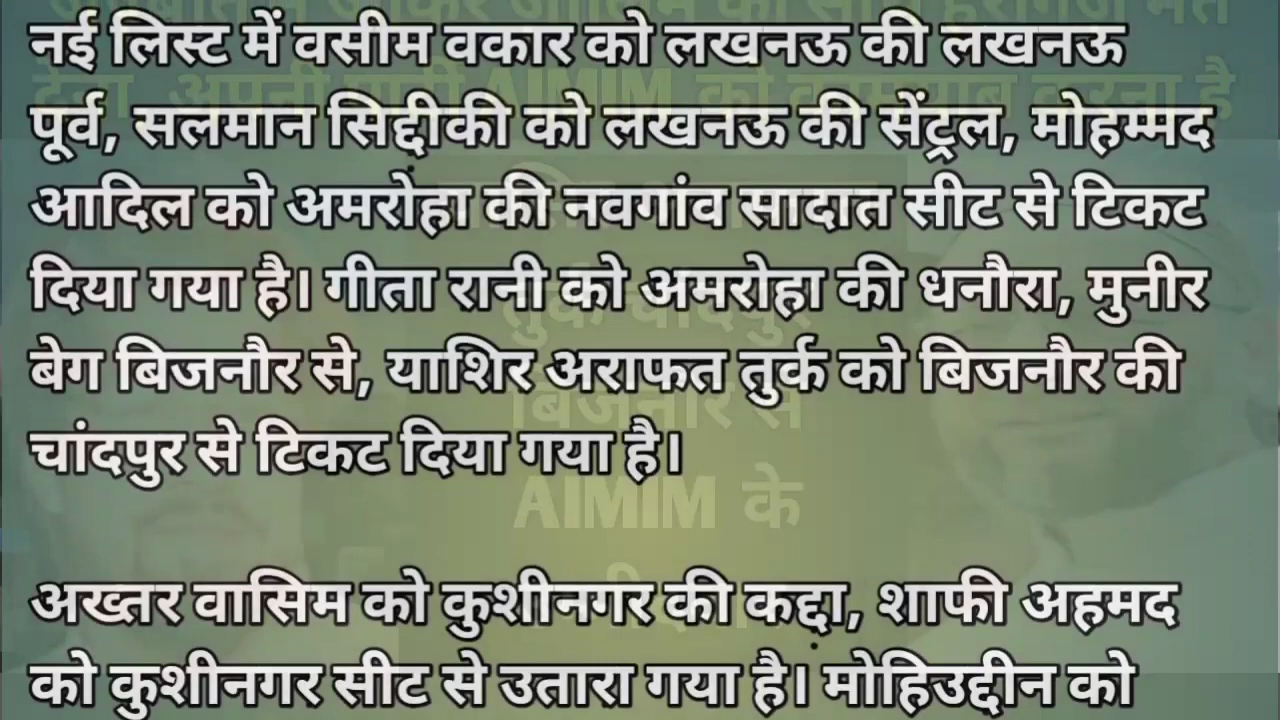 नई लिस्ट में वसीम वकार को लखनऊ की लखनऊ
पूर्व, सलमान सिद्दीकी को लखनऊ की सेंट्रल, मोहम्मद
आदिल को अमरोहा की नवगांव सादात सीट से टिकट
दिया गया है। गीता रानी को अमरोहा की धनौरा, मुनीर
बेग बिजनौर से, याशिर अराफत तुर्क को बिजनौर की
चांदपुर से टिकट दिया गया है।
AIMIM के
अख्तर वासिम को कुशीनगर की कद्दा, शाफी अहमद
को कुशीनगर सीट से उतारा गया है। मोहिउद्दीन को